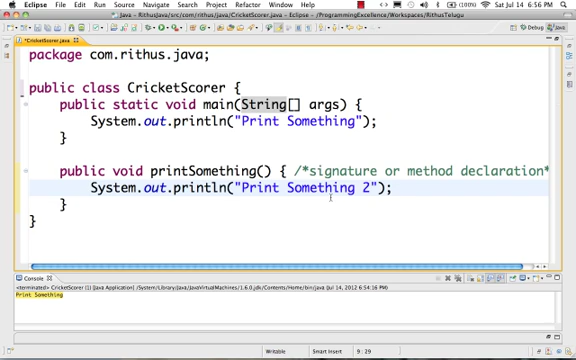 Eclipse File Edit Source Refactor Navigate Search Project Run Window Help (100%) Sat Jul 14 6:56 PM
Java - RithusJava/src/com/rithus/java/CricketScorer.java - Eclipse - /ProgrammingExcellence/Workspaces/RithusTelugu
Debug Java
*CricketScorer.java
package com.rithus.java;
public class CricketScorer {
public static void main(String[] args) {
System.out.println("Print Something");
}
public void printSomething() { /*signature or method declaration*
System.out.println("Print Something 2");
}
}
Console
<terminated> CricketScorer (1) [Java Application] /System/Library/Java/JavaVirtualMachines/1.6.0.jdk/Contents/Home/bin/java (Jul 14, 2012 6:54:16 PM)
Print Something
Writable Smart Insert 9 : 29